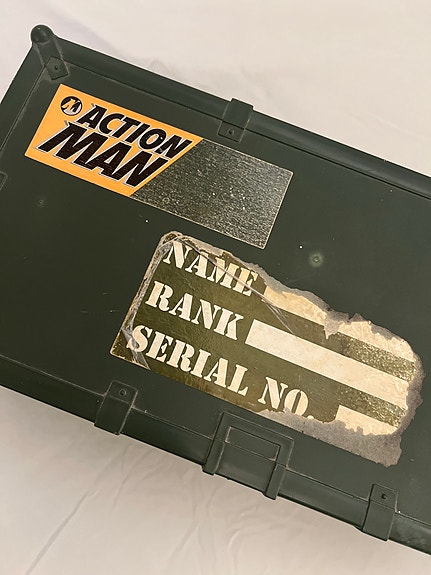 ACTION
MAN
NAME
RANK
SERIAL NO.